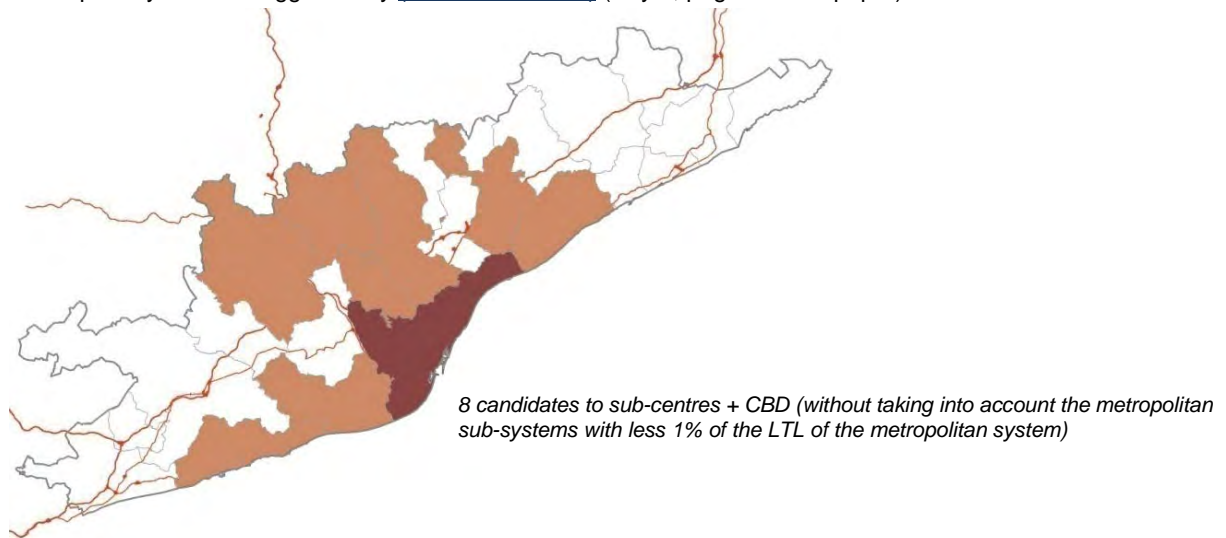 8 candidates to sub-centres + CBD (without taking into account the metropolitan
sub-systems with less 1% of the LTL of the metropolitan system)